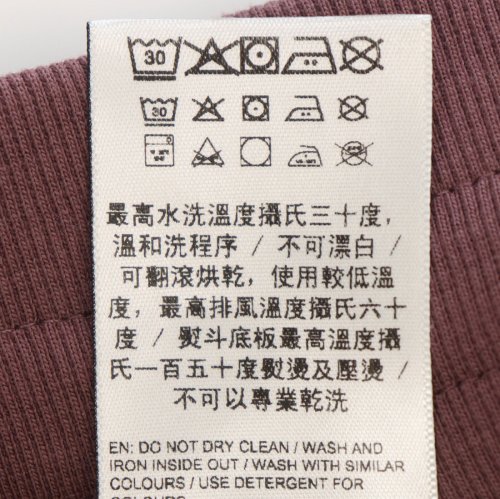 30
30
最高水洗溫度攝氏三十度,
溫和洗程序 / 不可漂白 /
可翻滾烘乾, 使用較低溫
度, 最高排風溫度攝氏六十
度 / 熨斗底板最高溫度攝
氏一百五十度熨燙及壓燙 /
不可以專業乾洗
EN: DO NOT DRY CLEAN / WASH AND
IRON INSIDE OUT / WASH WITH SIMILAR
COLOURS / USE DETERGENT FOR